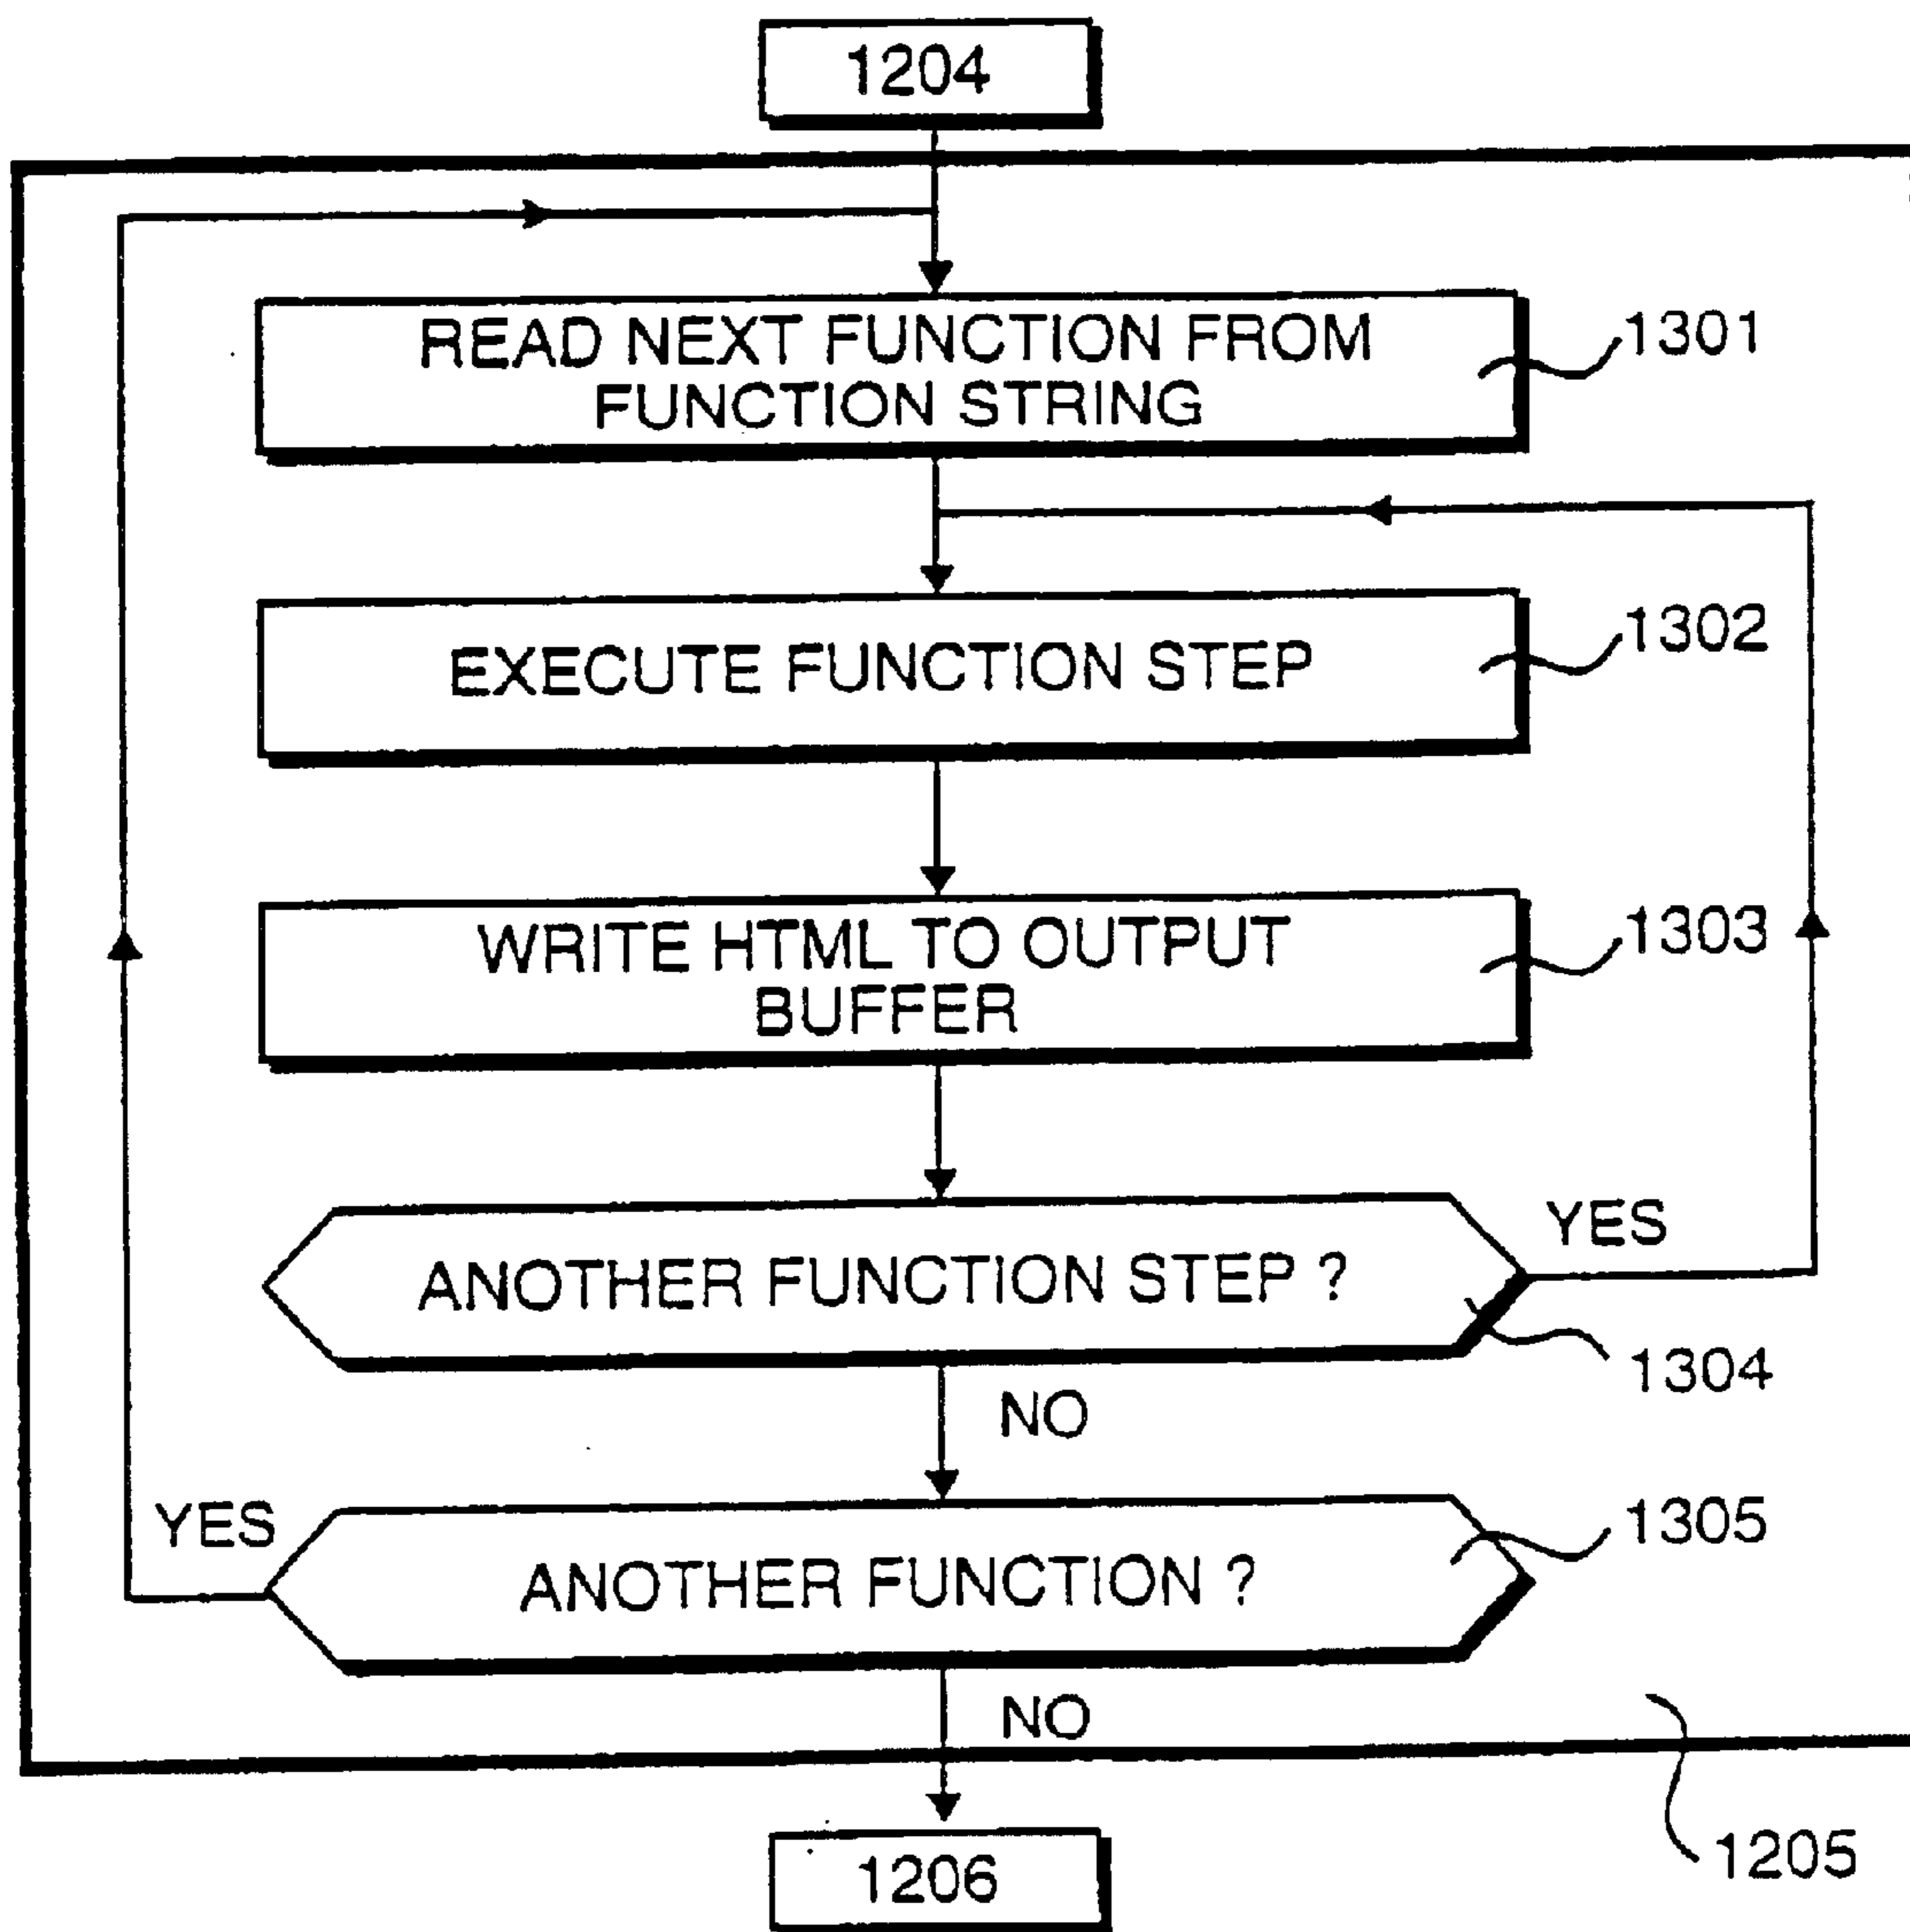 1204
READ NEXT FUNCTION FROM
FUNCTION STRING
1301
EXECUTE FUNCTION STEP
1302
WRITE HTML TO OUTPUT
BUFFER
1303
YES
ANOTHER FUNCTION STEP ?
1304
NO
YES
ANOTHER FUNCTION ?
1305
NO
1205
1206